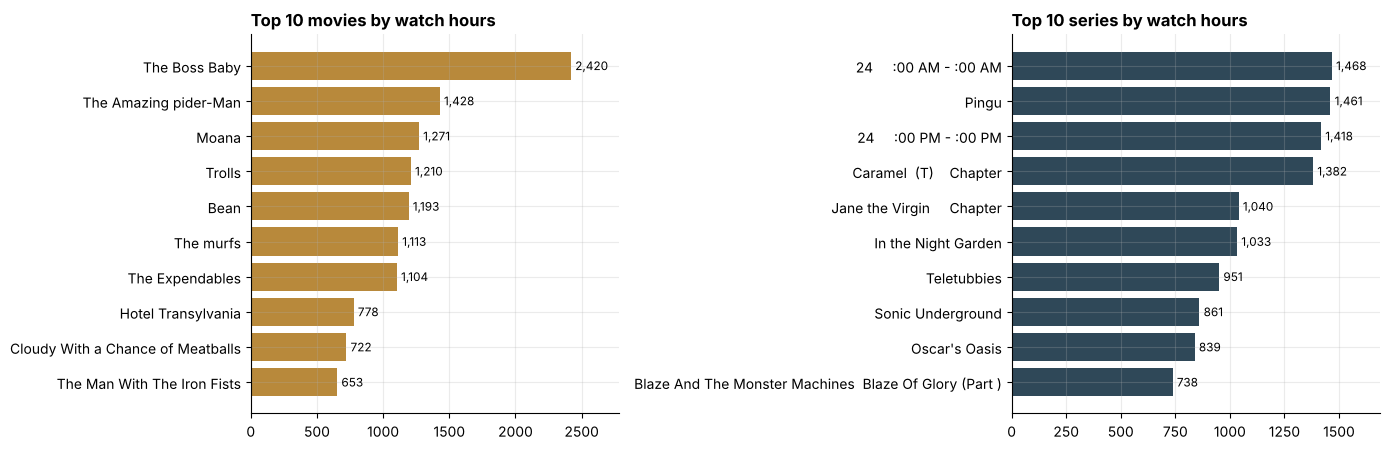 Top 10 movies by watch hours
The Boss Baby 2,420
The Amazing pider-Man 1,428
Moana 1,271
Trolls 1,210
Bean 1,193
The murfs 1,113
The Expendables 1,104
Hotel Transylvania 778
Cloudy With a Chance of Meatballs 722
The Man With The Iron Fists 653
0 500 1000 1500 2000 2500
Top 10 series by watch hours
24 :00 AM - :00 AM 1,468
Pingu 1,461
24 :00 PM - :00 PM 1,418
Caramel (T) Chapter 1,382
Jane the Virgin Chapter 1,040
In the Night Garden 1,033
Teletubbies 951
Sonic Underground 861
Oscar's Oasis 839
Blaze And The Monster Machines Blaze Of Glory (Part ) 738
0 250 500 750 1000 1250 1500